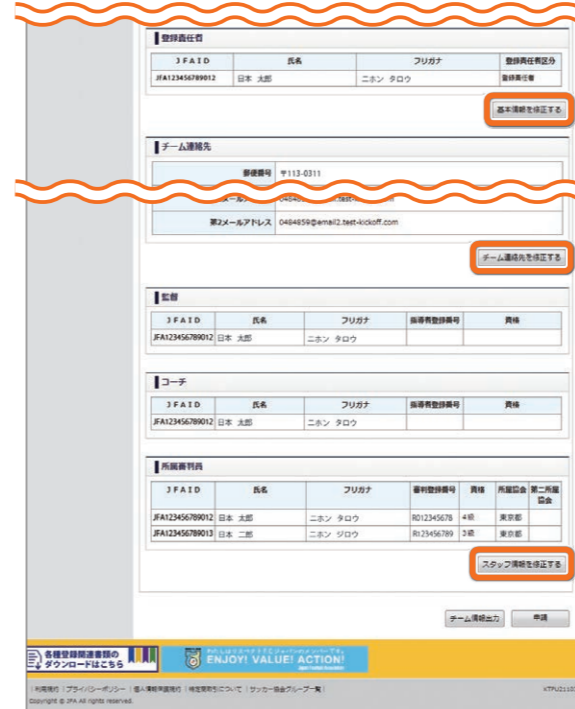 登録責任者
JFAID 氏名 フリガナ 登録責任者区分
JFA123456789012 日本 太郎 ニホン タロウ 登録責任者
基本情報を修正する
チーム連絡先
郵便番号 〒113-0311
第2メールアドレス 0484859@email2.test-kickoff.com
チーム連絡先を修正する
監督
JFAID 氏名 フリガナ 指導者登録番号 資格
JFA123456789012 日本 太郎 ニホン タロウ
コーチ
JFAID 氏名 フリガナ 指導者登録番号 資格
JFA123456789012 日本 太郎 ニホン タロウ
所属審判員
JFAID 氏名 フリガナ 審判登録番号 資格 所属協会 第二所属協会
JFA123456789012 日本 太郎 ニホン タロウ R012345678 4級 東京都
JFA123456789013 日本 二郎 ニホン ジロウ R123456789 3級 東京都
スタッフ情報を修正する
チーム情報出力 申請
各種登録関連書類の
ダウンロードはこちら
ENJOY! VALUE! ACTION!
利用規約 | プライバシーポリシー | 個人情報保護規約 | 特定商取引について | サッカー協会グループ一覧
Copyright © JFA All rights reserved.